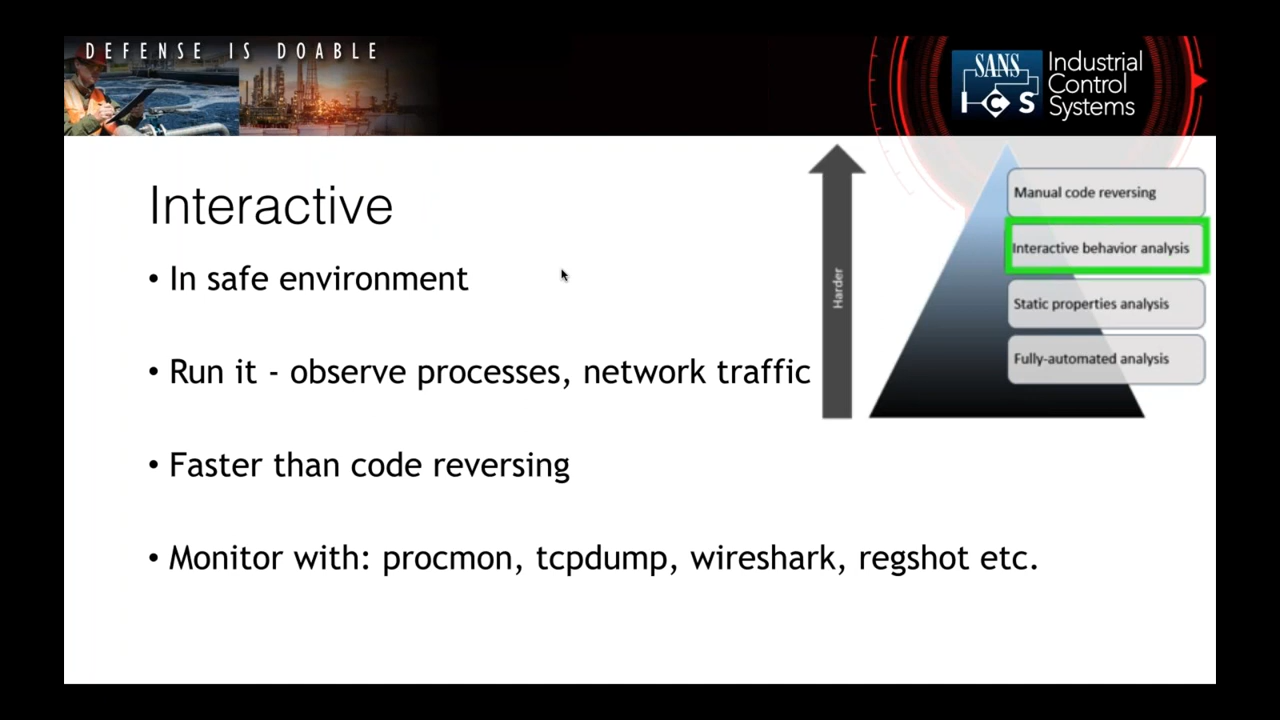 DEFENSE IS DOABLE
SANS
ICS
Industrial
Control
Systems
Interactive
• In safe environment
• Run it - observe processes, network traffic
• Faster than code reversing
• Monitor with: procmon, tcpdump, wireshark, regshot etc.
Harder
Manual code reversing
Interactive behavior analysis
Static properties analysis
Fully-automated analysis